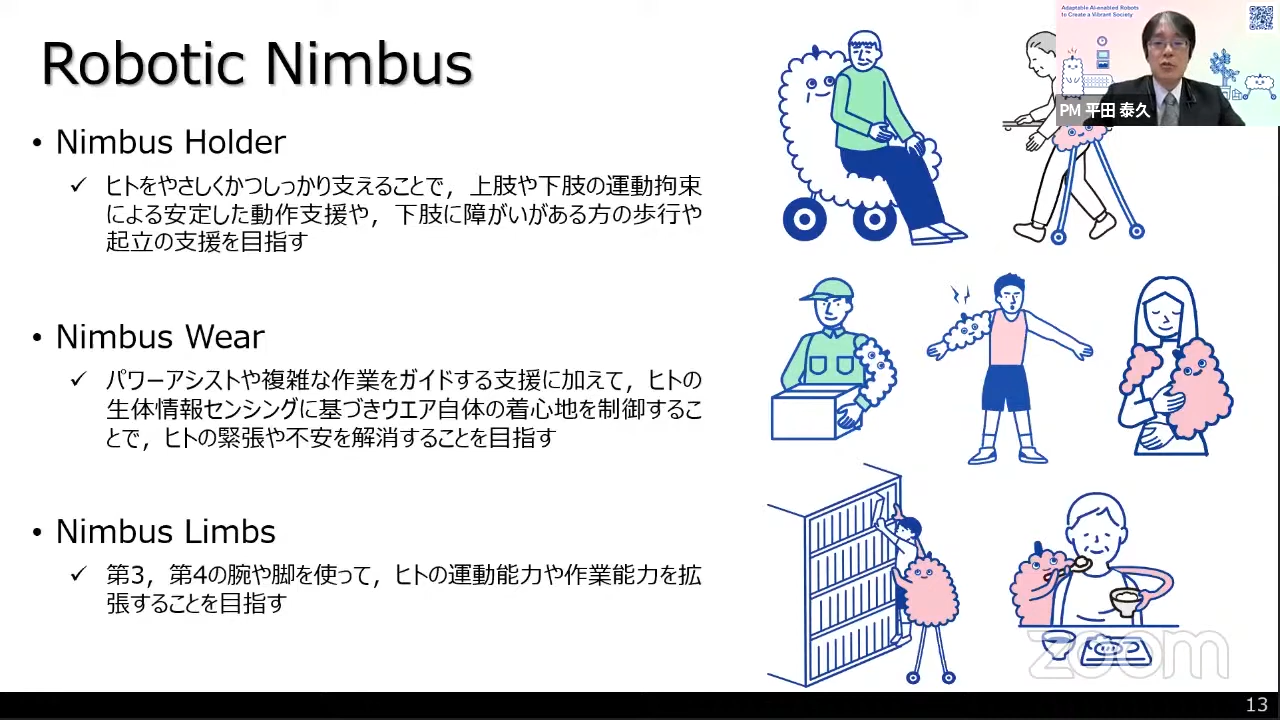 Robotic Nimbus
• Nimbus Holder
✓ ヒトをやさしくかつしっかり支えることで，上肢や下肢の運動拘束
による安定した動作支援や，下肢に障がいがある方の歩行や
起立の支援を目指す
• Nimbus Wear
✓ パワーアシストや複雑な作業をガイドする支援に加えて，ヒトの
生体情報センシングに基づきウエア自体の着心地を制御するこ
とで，ヒトの緊張や不安を解消することを目指す
• Nimbus Limbs
✓ 第3，第4の腕や脚を使って，ヒトの運動能力や作業能力を拡
張することを目指す
Adaptable AI-enabled Robots
to Create a Vibrant Society
PM 平田 泰久
zoom
13